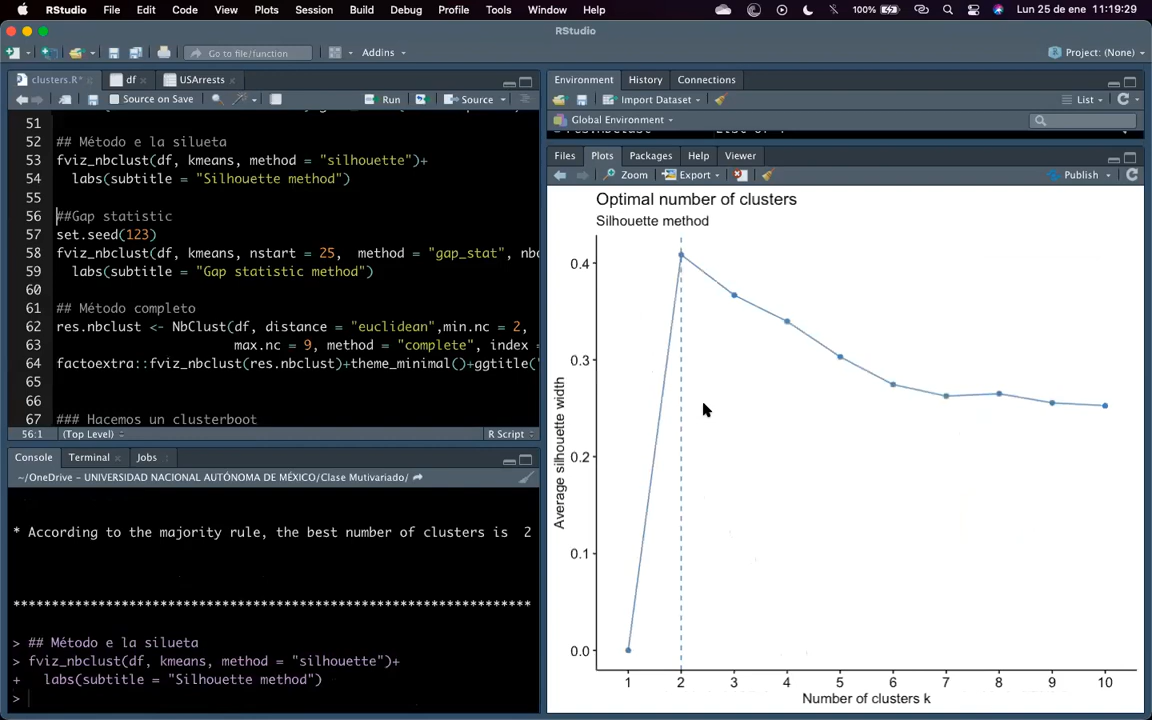 RStudio File Edit Code View Plots Session Build Debug Profile Tools Window Help 100% Lun 25 de ene 11:19:29
RStudio
Go to file/function Addins Project: (None)
clusters.R* df USArrests
Source on Save Run Source
51
52 ## Método e la silueta
53 fviz_nbclust(df, kmeans, method = "silhouette")+
54 labs(subtitle = "Silhouette method")
55
56 ##Gap statistic
57 set.seed(123)
58 fviz_nbclust(df, kmeans, nstart = 25, method = "gap_stat", nbo
59 labs(subtitle = "Gap statistic method")
60
61 ## Método completo
62 res.nbclust <- NbClust(df, distance = "euclidean",min.nc = 2,
63 max.nc = 9, method = "complete", index =
64 factoextra::fviz_nbclust(res.nbclust)+theme_minimal()+ggtitle("
65
66
67 ### Hacemos un clusterboot
56:1 (Top Level) R Script
Console Terminal Jobs
~/OneDrive - UNIVERSIDAD NACIONAL AUTÓNOMA DE MÉXICO/Clase Mutivariado/
* According to the majority rule, the best number of clusters is 2
*******************************************************************
> ## Método e la silueta
> fviz_nbclust(df, kmeans, method = "silhouette")+
+ labs(subtitle = "Silhouette method")
>
Environment History Connections
Import Dataset List
Global Environment
Files Plots Packages Help Viewer
Zoom Export Publish
Optimal number of clusters
Silhouette method
0.4
0.3
0.2
0.1
0.0
Average silhouette width
1 2 3 4 5 6 7 8 9 10
Number of clusters k